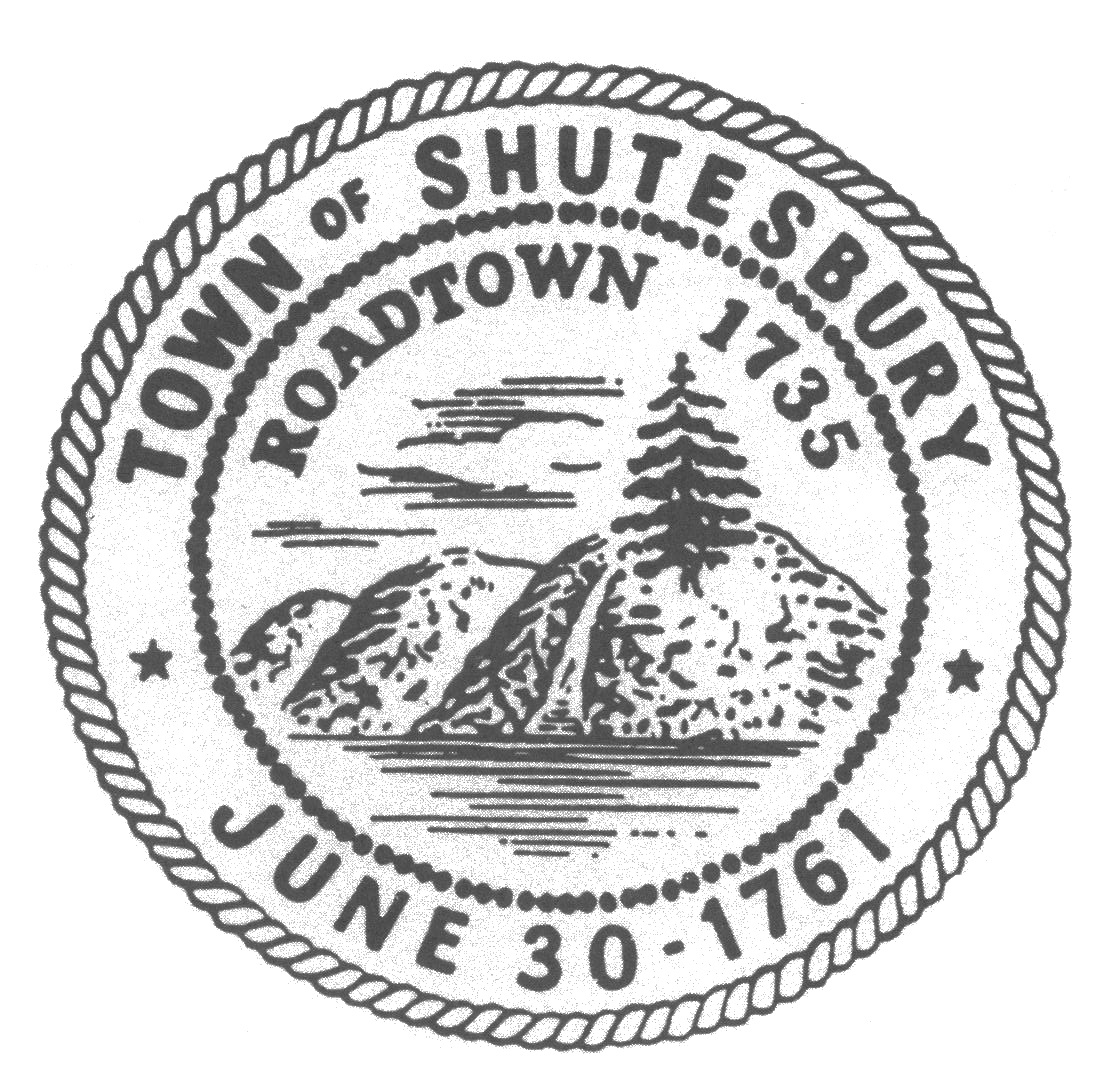 TOWN OF SHUTESBURY
ROADTOWN 1735
JUNE 30-1761